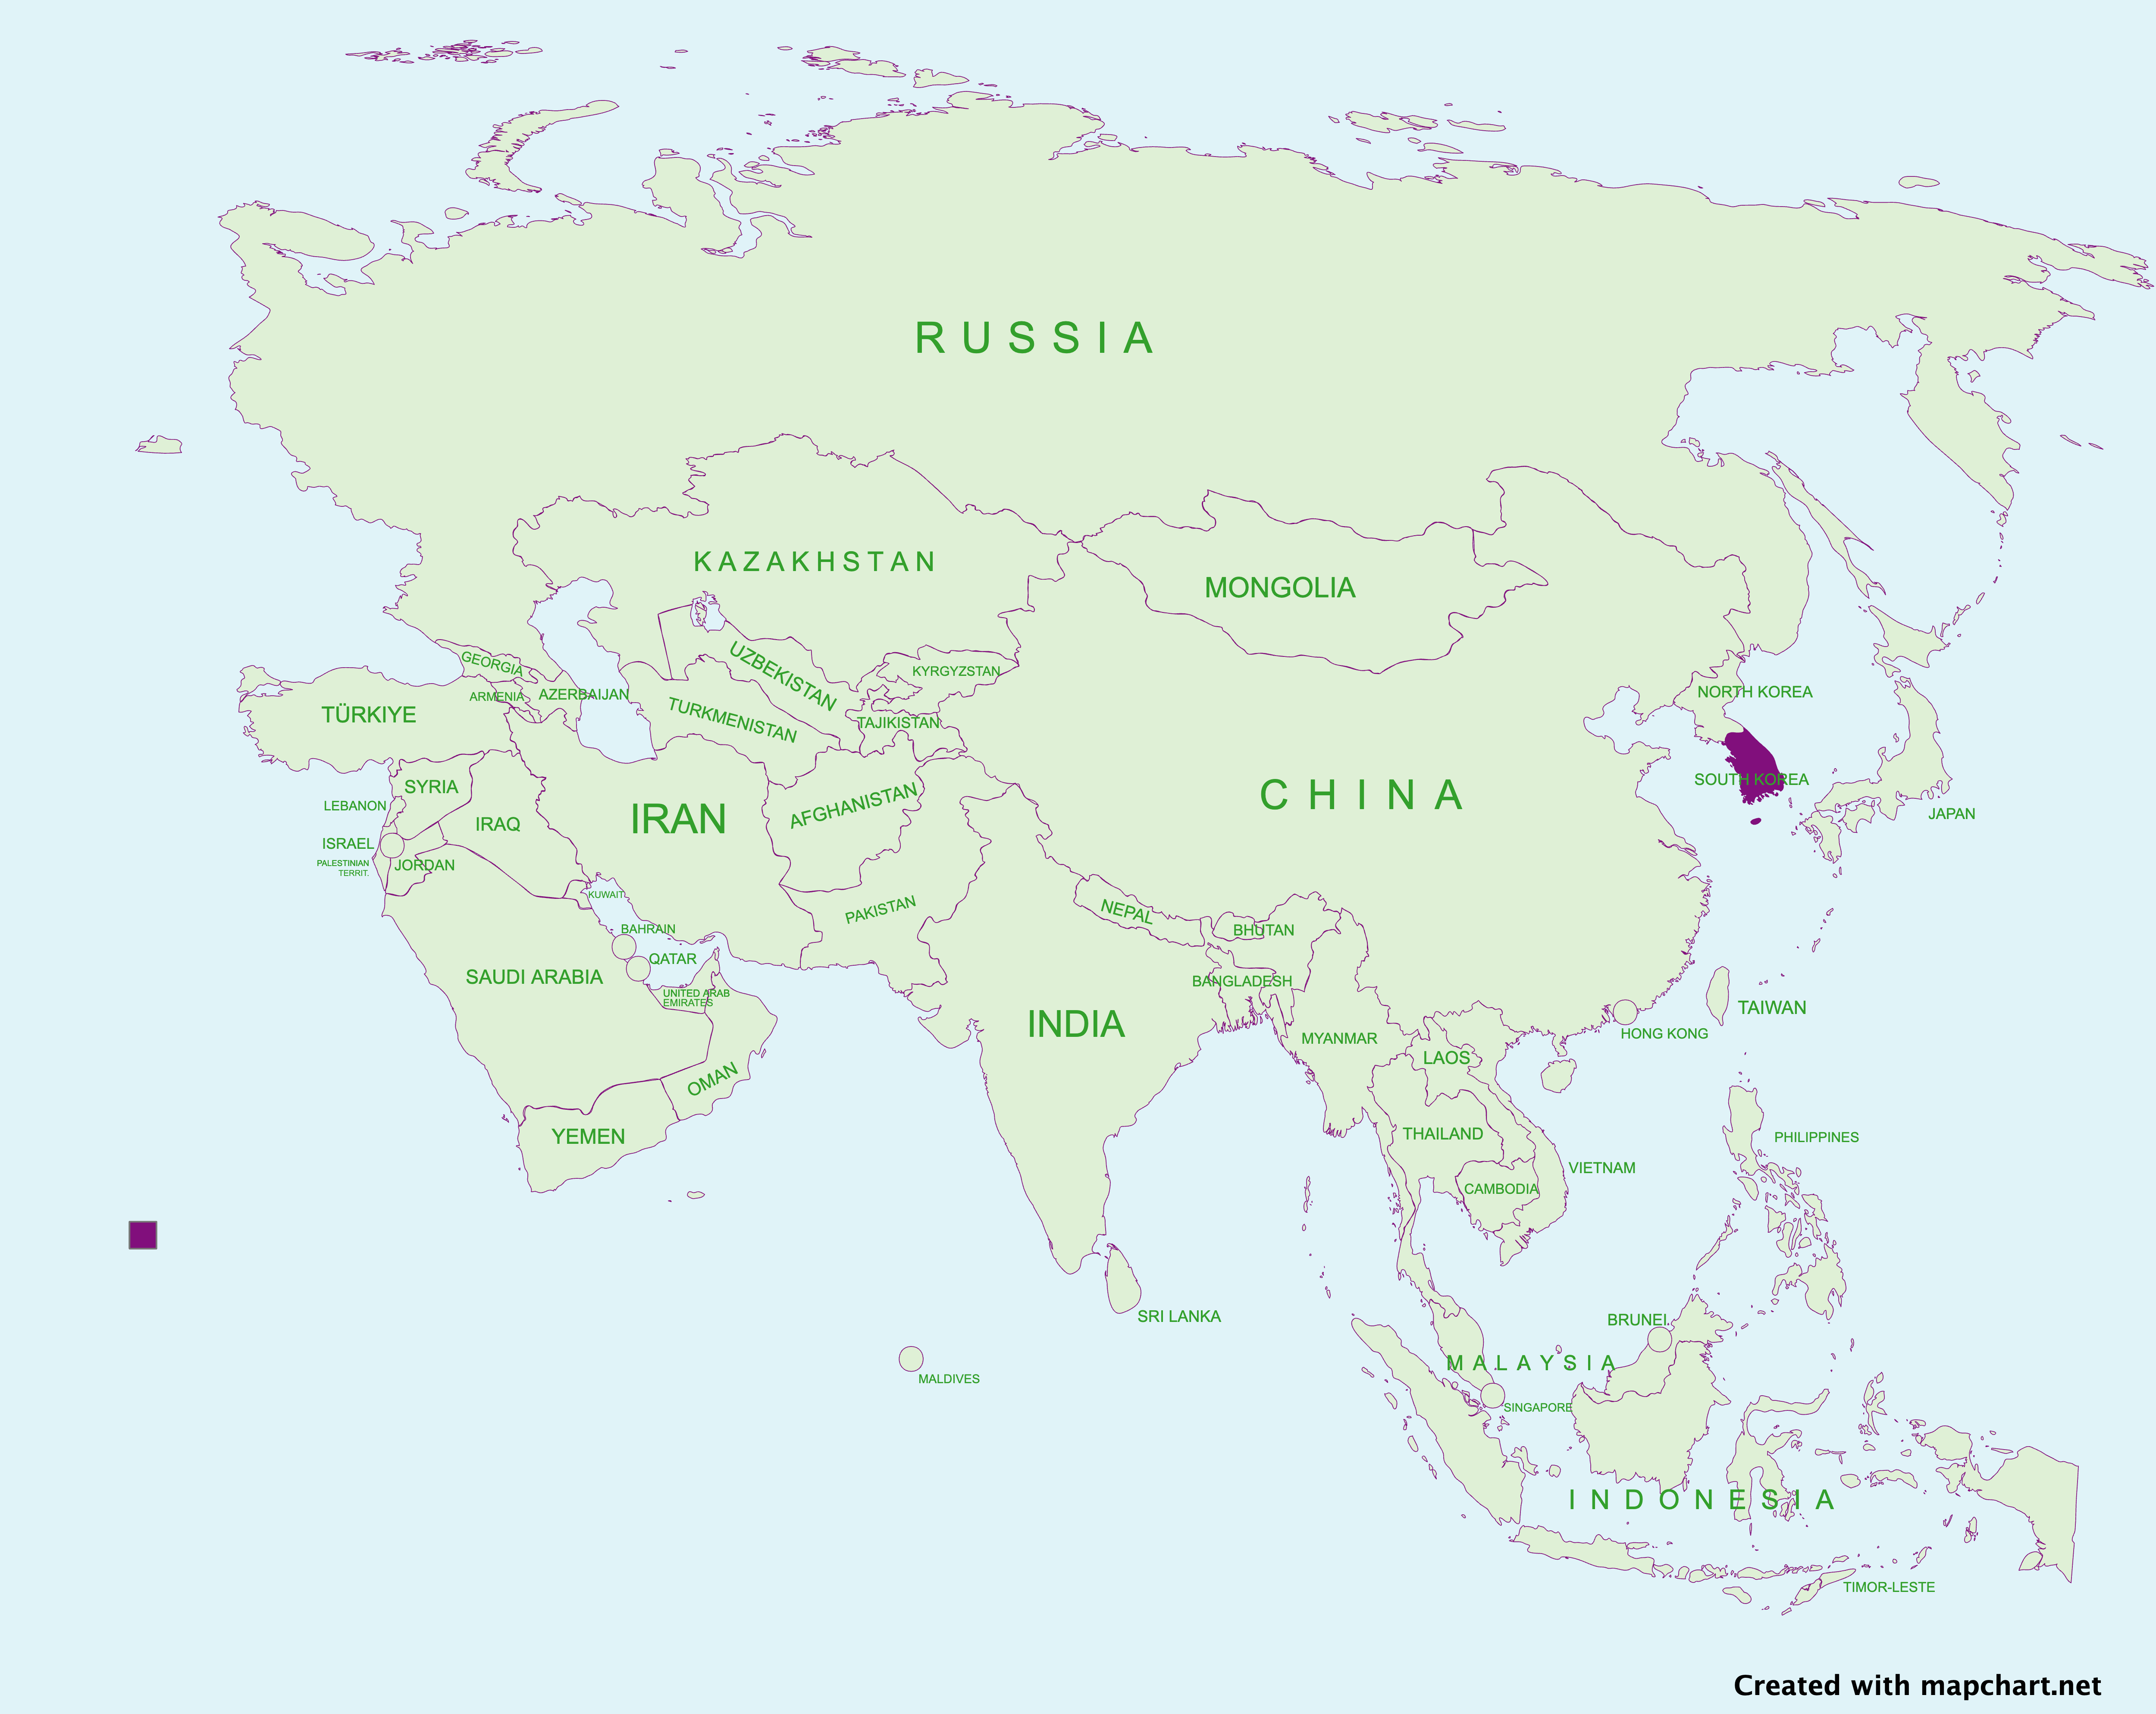 RUSSIA
KAZAKHSTAN
MONGOLIA
GEORGIA
UZBEKISTAN
KYRGYZSTAN
ARMENIA
AZERBAIJAN
NORTH KOREA
TÜRKIYE
TURKMENISTAN
TAJIKISTAN
SYRIA
SOUTH KOREA
CHINA
LEBANON
AFGHANISTAN
IRAN
IRAQ
JAPAN
ISRAEL
PALESTINIAN
TERRIT.
JORDAN
KUWAIT
PAKISTAN
NEPAL
BAHRAIN
BHUTAN
QATAR
SAUDI ARABIA
BANGLADESH
UNITED ARAB
EMIRATES
TAIWAN
INDIA
HONG KONG
MYANMAR
LAOS
OMAN
YEMEN
THAILAND
PHILIPPINES
VIETNAM
CAMBODIA
SRI LANKA
BRUNEI
MALAYSIA
MALDIVES
SINGAPORE
INDONESIA
TIMOR-LESTE
Created with mapchart.net